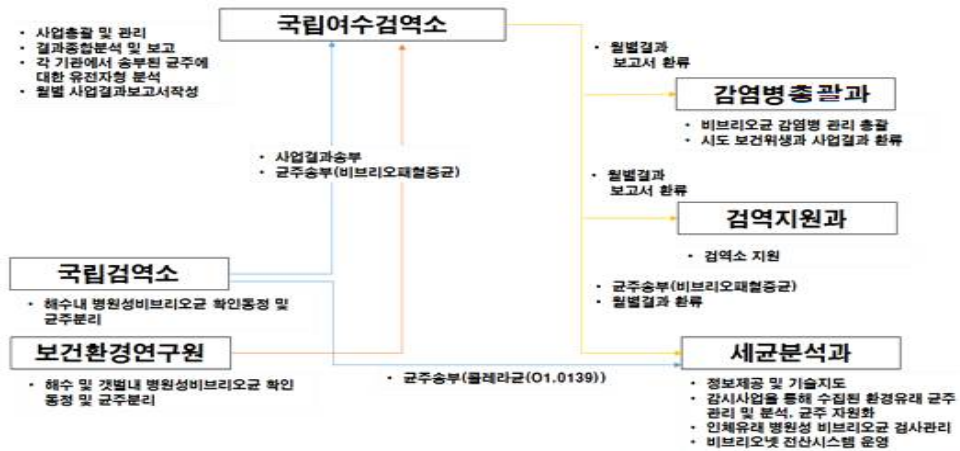 국립여수검역소
• 사업총괄 및 관리
• 결과종합분석 및 보고
• 각 기관에서 송부된 균주에
대한 유전자형 분석
• 월별 사업결과보고서작성
• 월별결과
보고서 환류
감염병총괄과
• 비브리오균 감염병 관리 총괄
• 시도 보건위생과 사업결과 환류
• 사업결과송부
• 균주송부(비브리오패혈증균)
• 월별결과
보고서 환류
검역지원과
• 검역소 지원
국립검역소
• 해수내 병원성비브리오균 확인동정 및
균주분리
• 균주송부(비브리오패혈증균)
• 월별결과 환류
보건환경연구원
• 해수 및 갯벌내 병원성비브리오균 확인
동정 및 균주분리
• 균주송부(콜레라균(O1.0139))
세균분석과
• 정보제공 및 기술지도
• 감시사업을 통해 수집된 환경유래 균주
관리 및 분석. 균주 자원화
• 인체유래 병원성 비브리오균 검사관리
• 비브리오넷 전산시스템 운영